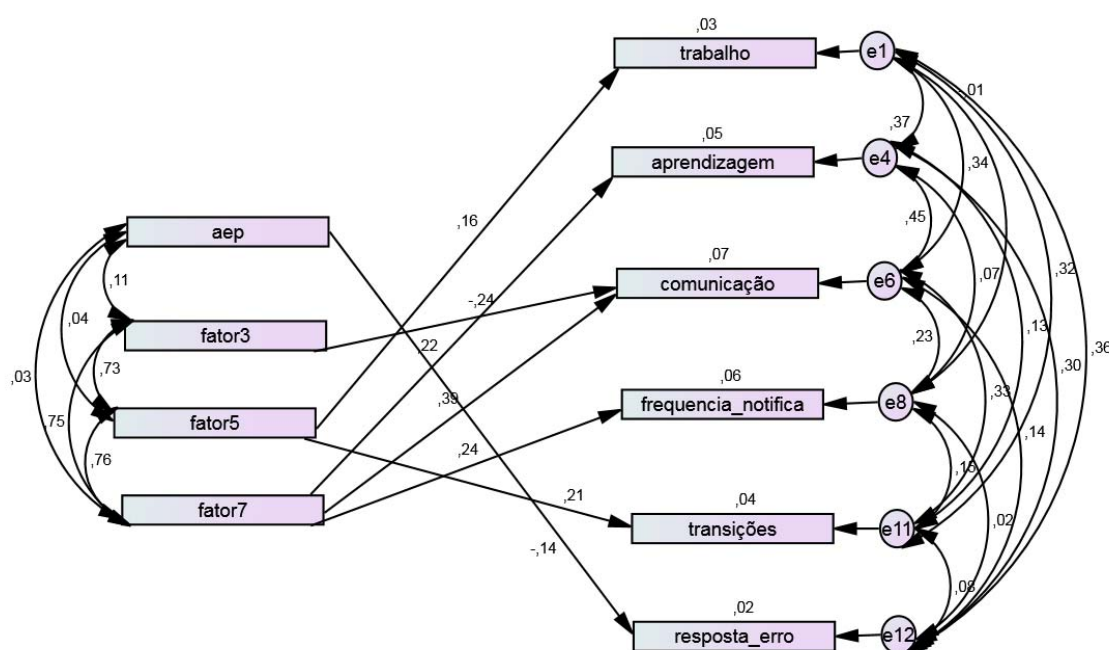 ,03
trabalho
e1
-,01
,37
,05
aprendizagem
e4
,34
,45
,16
aep
,11
,07
comunicação
e6
,07
,32
-,24
,22
,04
fator3
,13
,23
,03
,73
,39
,06
frequencia_notifica
e8
,33
,30
,36
,75
fator5
,76
,24
,15
,14
fator7
,21
,04
transições
e11
,02
-,14
,08
,02
resposta_erro
e12